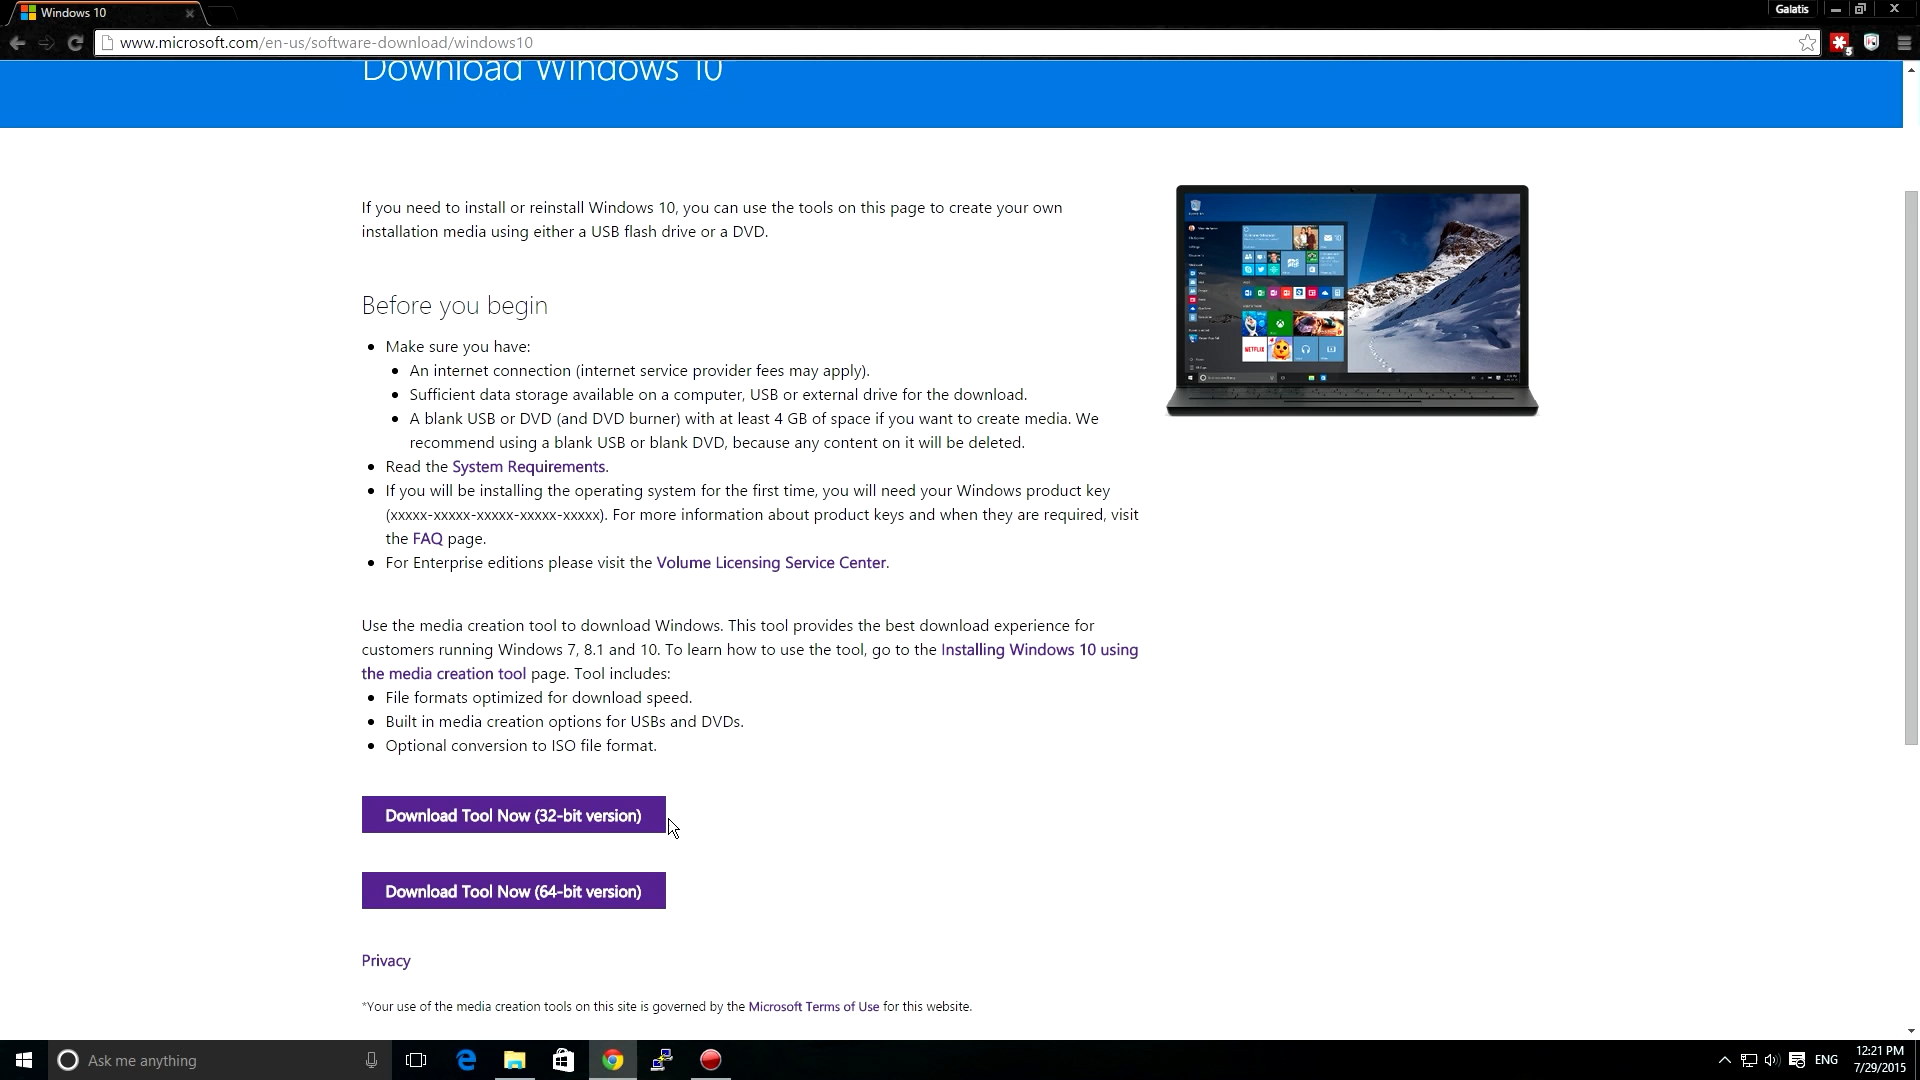 Windows 10
Galatis
www.microsoft.com/en-us/software-download/windows10
5
Download Windows 10
If you need to install or reinstall Windows 10, you can use the tools on this page to create your own
installation media using either a USB flash drive or a DVD.
Before you begin
Make sure you have:
An internet connection (internet service provider fees may apply).
Sufficient data storage available on a computer, USB or external drive for the download.
A blank USB or DVD (and DVD burner) with at least 4 GB of space if you want to create media. We
recommend using a blank USB or blank DVD, because any content on it will be deleted.
Read the System Requirements.
If you will be installing the operating system for the first time, you will need your Windows product key
(xxxxx-xxxxx-xxxxx-xxxxx-xxxxx). For more information about product keys and when they are required, visit
the FAQ page.
For Enterprise editions please visit the Volume Licensing Service Center.
Use the media creation tool to download Windows. This tool provides the best download experience for
customers running Windows 7, 8.1 and 10. To learn how to use the tool, go to the Installing Windows 10 using
the media creation tool page. Tool includes:
File formats optimized for download speed.
Built in media creation options for USBs and DVDs.
Optional conversion to ISO file format.
Download Tool Now (32-bit version)
Download Tool Now (64-bit version)
Privacy
*Your use of the media creation tools on this site is governed by the Microsoft Terms of Use for this website.
NETFLIX
Ask me anything
ENG
12:21 PM
7/29/2015